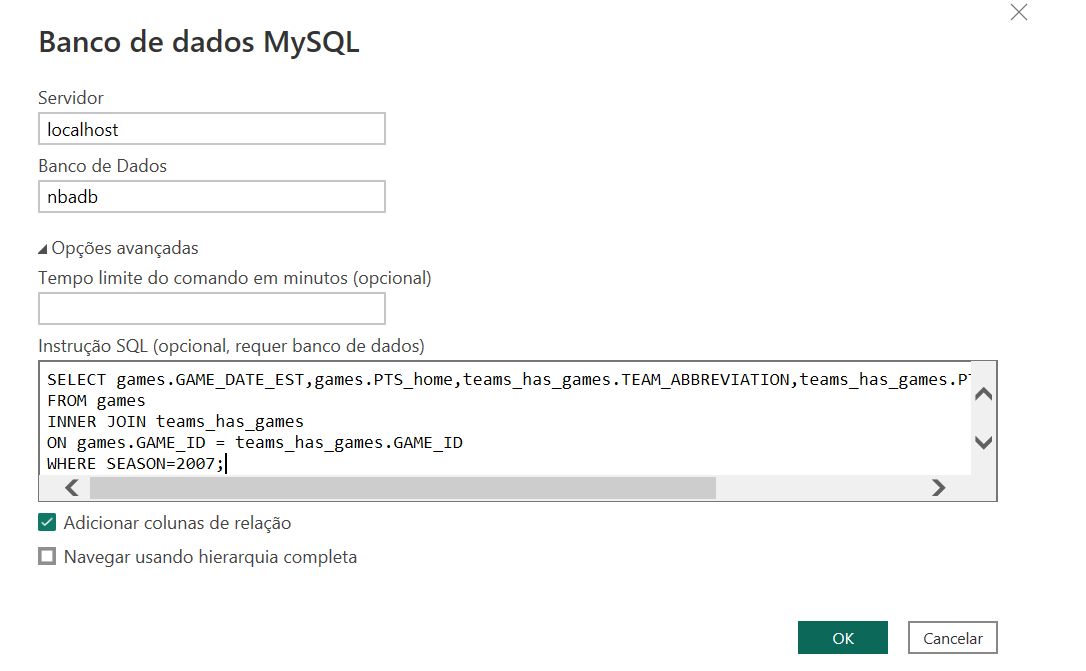 Banco de dados MySQL
Servidor
localhost
Banco de Dados
nbadb
Opções avançadas
Tempo limite do comando em minutos (opcional)
Instrução SQL (opcional, requer banco de dados)
SELECT games.GAME_DATE_EST,games.PTS_home,teams_has_games.TEAM_ABBREVIATION,teams_has_games.
FROM games
INNER JOIN teams_has_games
ON games.GAME_ID = teams_has_games.GAME_ID
WHERE SEASON=2007;
Adicionar colunas de relação
Navegar usando hierarquia completa
OK Cancelar